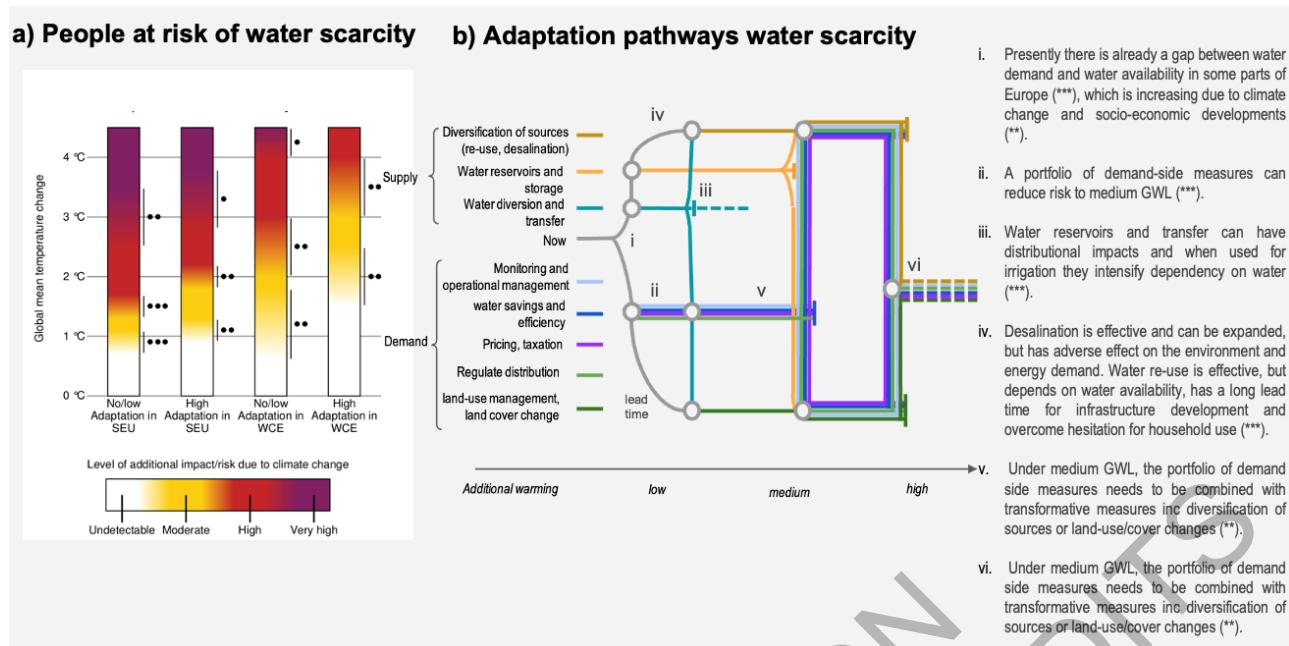 a) People at risk of water scarcity
4 °C
3 °C
2 °C
1 °C
0 °C
Global mean temperature change
No/low
Adaptation in
SEU
High
Adaptation in
SEU
No/low
Adaptation in
WCE
High
Adaptation in
WCE
Level of additional impact/risk due to climate change
Undetectable Moderate High Very high
b) Adaptation pathways water scarcity
Supply
Diversification of sources
(re-use, desalination)
Water reservoirs and
storage
Water diversion and
transfer
Now
Demand
Monitoring and
operational management
water savings and
efficiency
Pricing, taxation
Regulate distribution
land-use management,
land cover change
iv
iii
i
ii
v
vi
lead
time
Additional warming low medium high
i. Presently there is already a gap between water
demand and water availability in some parts of
Europe (***), which is increasing due to climate
change and socio-economic developments
(**).
ii. A portfolio of demand-side measures can
reduce risk to medium GWL (***).
iii. Water reservoirs and transfer can have
distributional impacts and when used for
irrigation they intensify dependency on water
(***).
iv. Desalination is effective and can be expanded,
but has adverse effect on the environment and
energy demand. Water re-use is effective, but
depends on water availability, has a long lead
time for infrastructure development and
overcome hesitation for household use (***).
v. Under medium GWL, the portfolio of demand
side measures needs to be combined with
transformative measures inc diversification of
sources or land-use/cover changes (**).
vi. Under medium GWL, the portfolio of demand
side measures needs to be combined with
transformative measures inc diversification of
sources or land-use/cover changes (**).